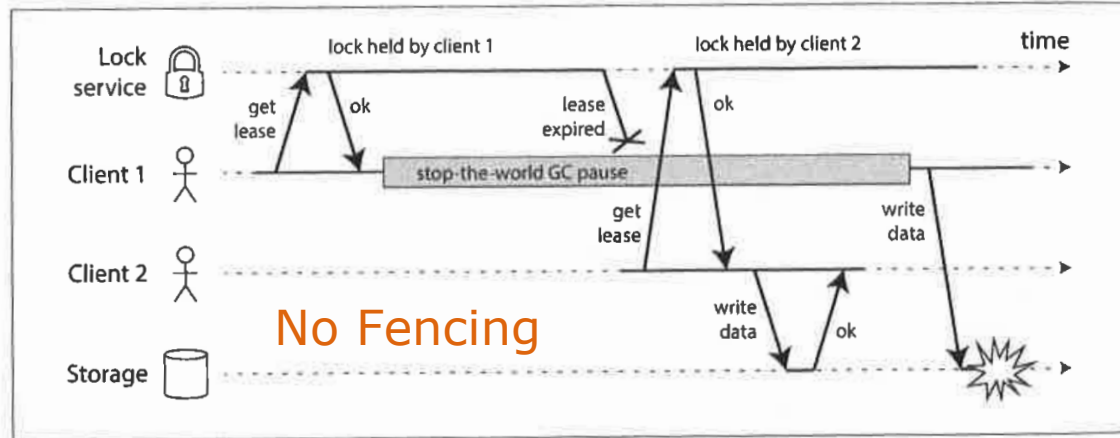 lock held by client 1
lock held by client 2
time
Lock
service
get
lease
ok
lease
expired
ok
Client 1
stop-the-world GC pause
get
lease
write
data
Client 2
No Fencing
write
data
ok
Storage